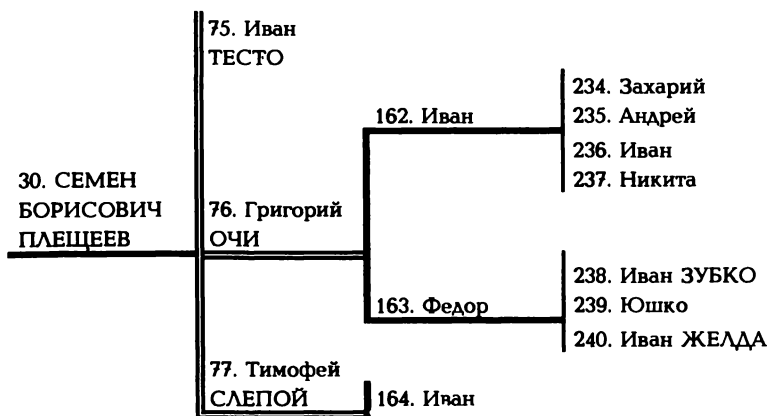 75. Иван
ТЕСТО
234. Захарий
162. Иван
235. Андрей
236. Иван
237. Никита
30. СЕМЕН
БОРИСОВИЧ
ПЛЕЩЕЕВ
76. Григорий
ОЧИ
238. Иван ЗУБКО
163. Федор
239. Юшко
240. Иван ЖЕЛДА
77. Тимофей
СЛЕПОЙ
164. Иван